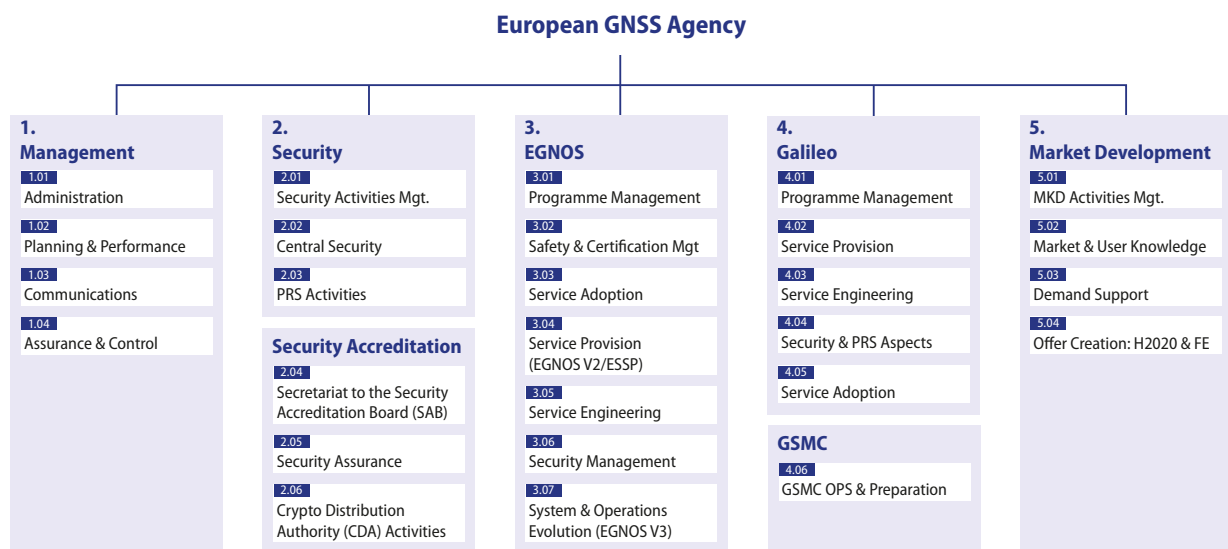 European GNSS Agency
1.
Management
1.01
Administration
1.02
Planning & Performance
1.03
Communications
1.04
Assurance & Control
2.
Security
2.01
Security Activities Mgt.
2.02
Central Security
2.03
PRS Activities
Security Accreditation
2.04
Secretariat to the Security
Accreditation Board (SAB)
2.05
Security Assurance
2.06
Crypto Distribution
Authority (CDA) Activities
3.
EGNOS
3.01
Programme Management
3.02
Safety & Certification Mgt
3.03
Service Adoption
3.04
Service Provision
(EGNOS V2/ESSP)
3.05
Service Engineering
3.06
Security Management
3.07
System & Operations
Evolution (EGNOS V3)
4.
Galileo
4.01
Programme Management
4.02
Service Provision
4.03
Service Engineering
4.04
Security & PRS Aspects
4.05
Service Adoption
GSMC
4.06
GSMC OPS & Preparation
5.
Market Development
5.01
MKD Activities Mgt.
5.02
Market & User Knowledge
5.03
Demand Support
5.04
Offer Creation: H2020 & FE